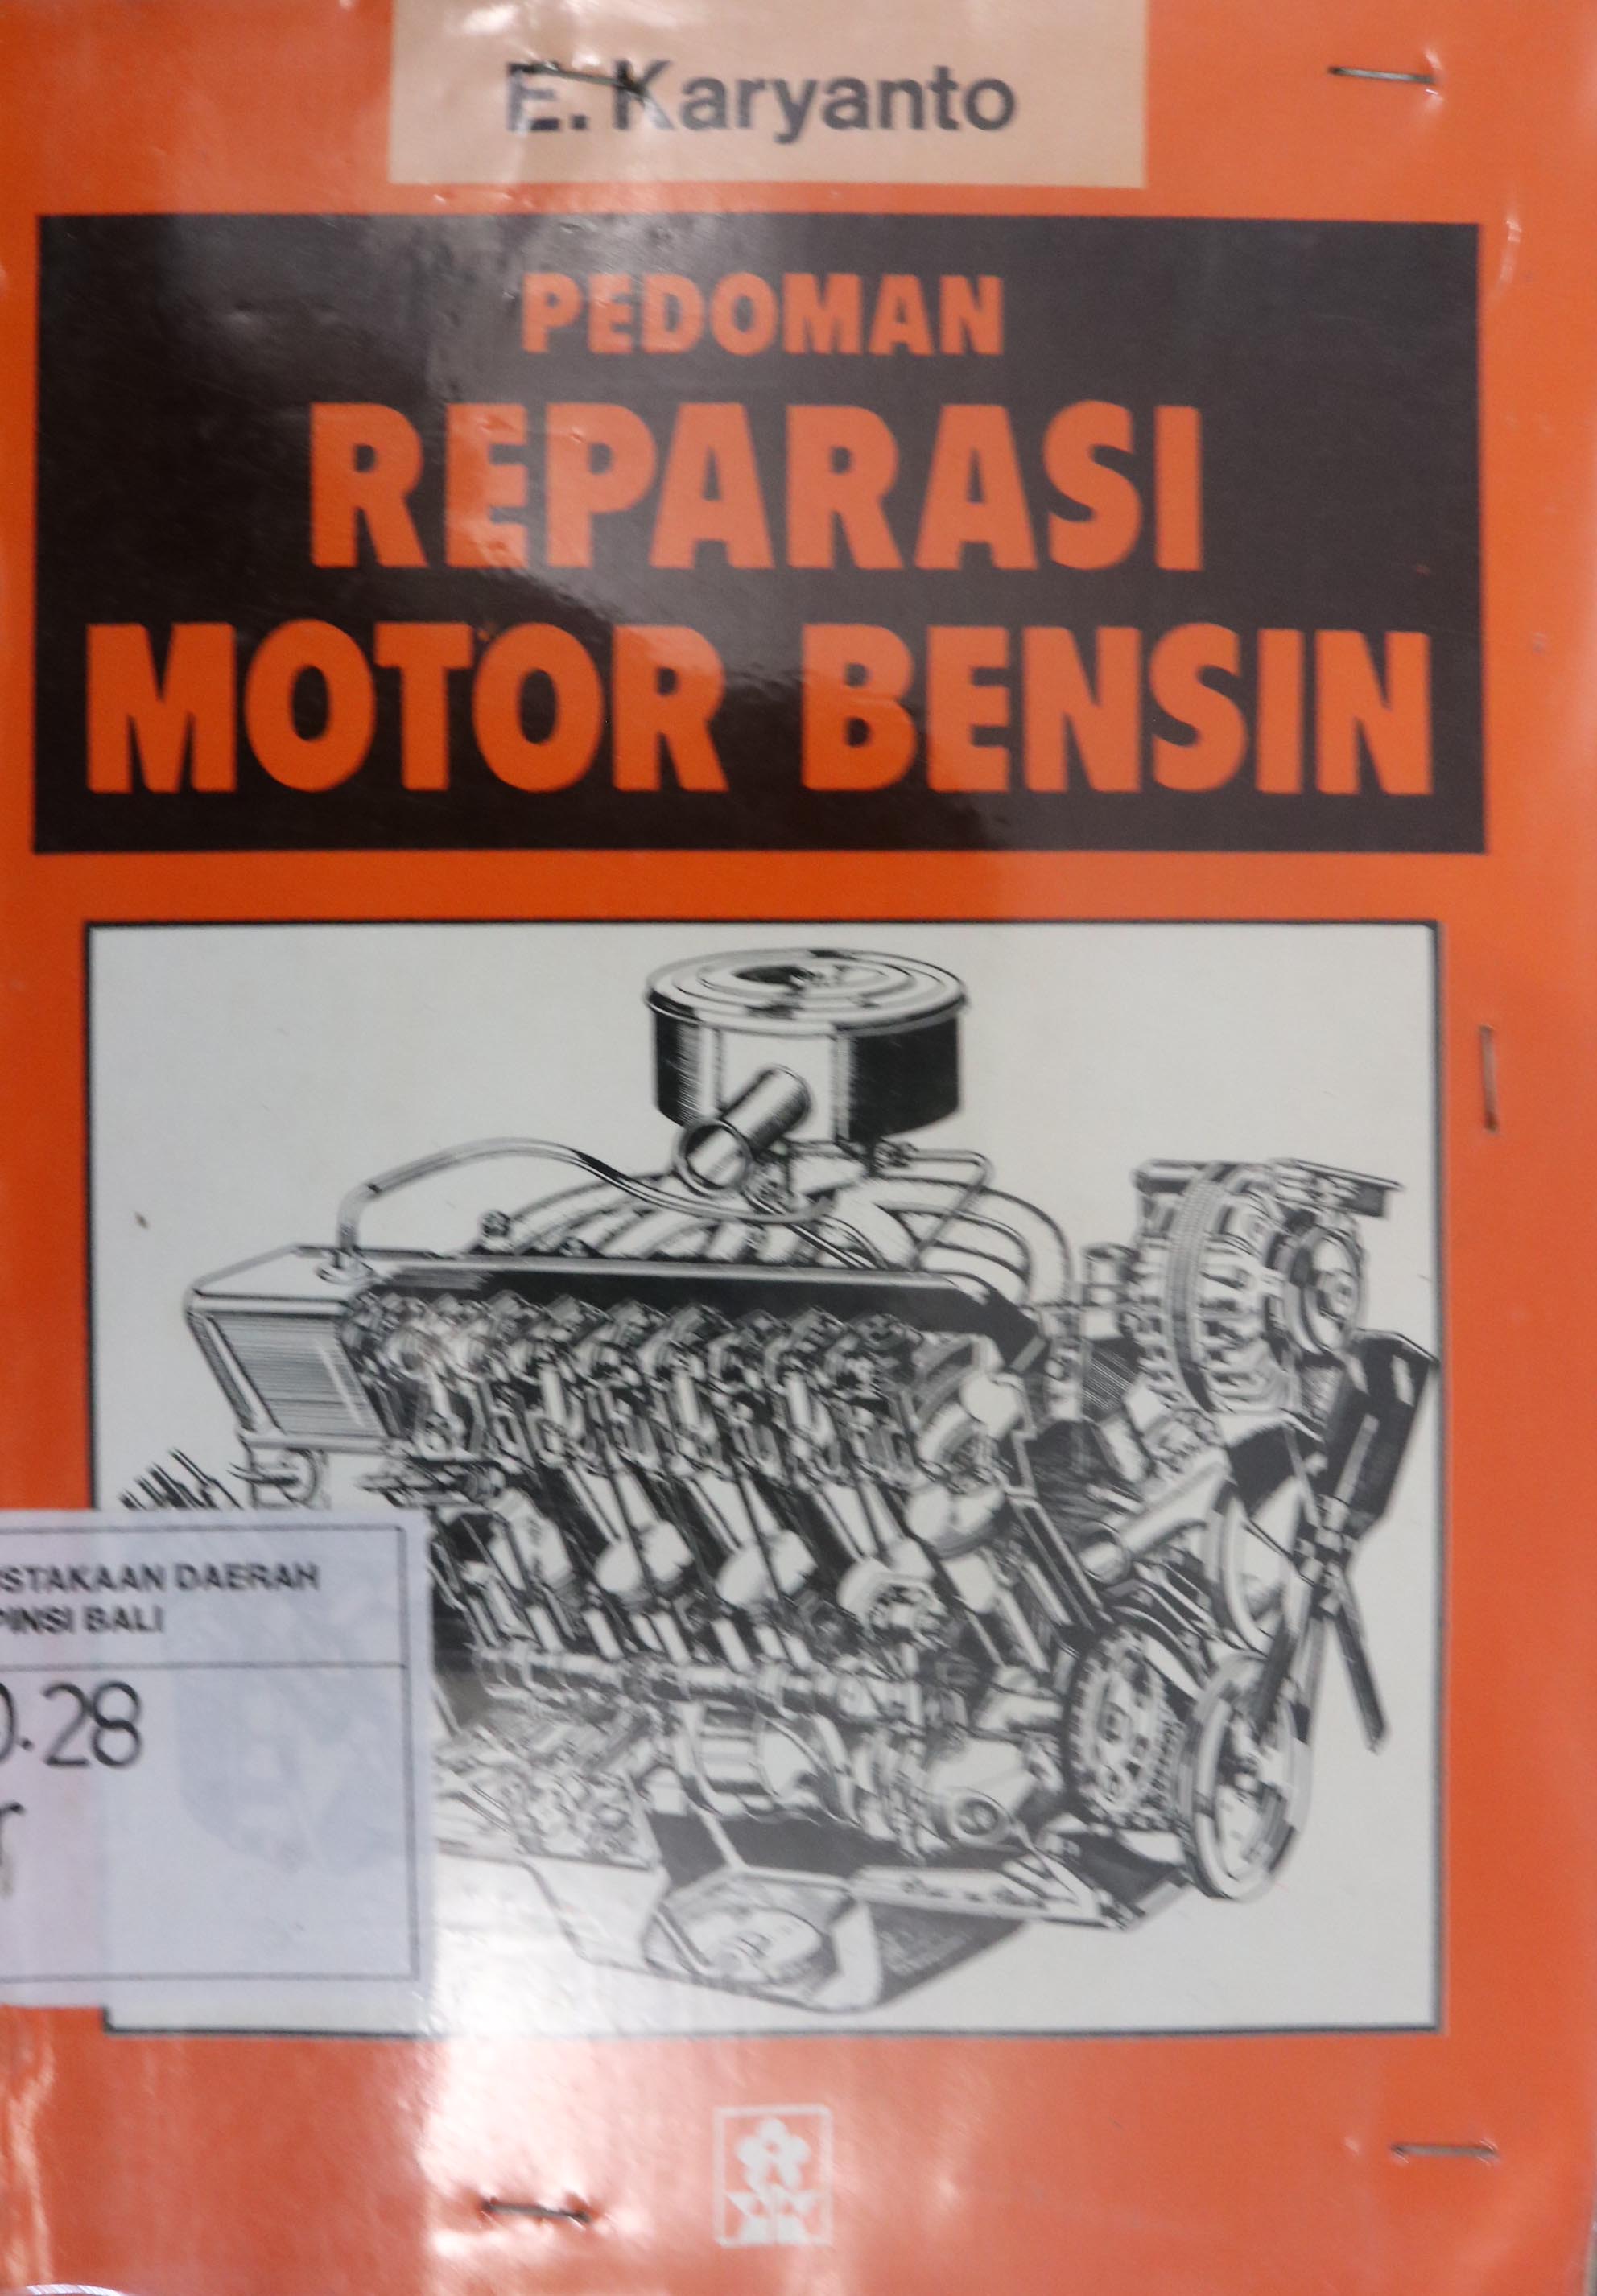 E. Karyanto
PEDOMAN
REPARASI
MOTOR BENSIN
STAKAAN DAERAH
PINSI BALI
.28
r